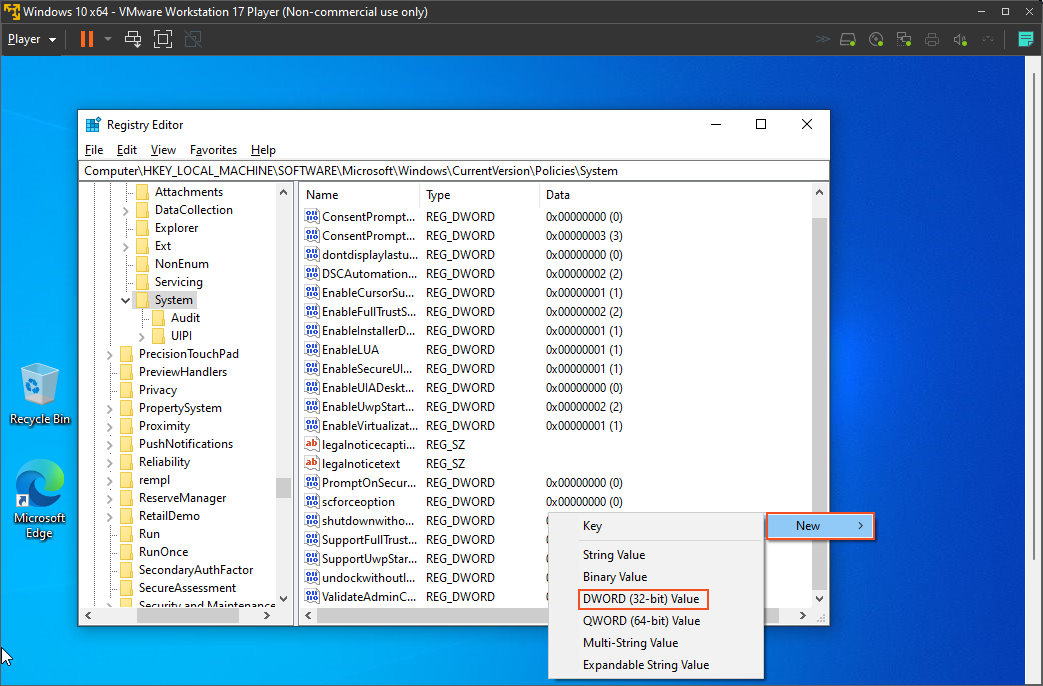 Windows 10 x64 - VMware Workstation 17 Player (Non-commercial use only)
Player
Registry Editor
File Edit View Favorites Help
Computer\HKEY_LOCAL_MACHINE\SOFTWARE\Microsoft\Windows\CurrentVersion\Policies\System
Attachments
DataCollection
Explorer
Ext
NonEnum
Servicing
System
Audit
UIPI
PrecisionTouchPad
PreviewHandlers
Privacy
PropertySystem
Proximity
PushNotifications
Reliability
rempl
ReserveManager
RetailDemo
Run
RunOnce
SecondaryAuthFactor
SecureAssessment
Security and Maintenance
Name Type Data
ConsentPrompt... REG_DWORD 0x00000000 (0)
ConsentPrompt... REG_DWORD 0x00000003 (3)
dontdisplaylastu... REG_DWORD 0x00000000 (0)
DSCAutomation... REG_DWORD 0x00000002 (2)
EnableCursorSu... REG_DWORD 0x00000001 (1)
EnableFullTrustS... REG_DWORD 0x00000002 (2)
EnableInstallerD... REG_DWORD 0x00000001 (1)
EnableLUA REG_DWORD 0x00000001 (1)
EnableSecureUI... REG_DWORD 0x00000001 (1)
EnableUIADeskt... REG_DWORD 0x00000000 (0)
EnableUwpStart... REG_DWORD 0x00000002 (2)
EnableVirtualizat... REG_DWORD 0x00000001 (1)
legalnoticecapti... REG_SZ
legalnoticetext REG_SZ
PromptOnSecur... REG_DWORD 0x00000000 (0)
scforceoption REG_DWORD 0x00000000 (0)
shutdownwitho... REG_DWORD
SupportFullTrust... REG_DWORD
SupportUwpStar... REG_DWORD
undockwithoutl... REG_DWORD
ValidateAdminC... REG_DWORD
New
Key
String Value
Binary Value
DWORD (32-bit) Value
QWORD (64-bit) Value
Multi-String Value
Expandable String Value
Recycle Bin
Microsoft
Edge